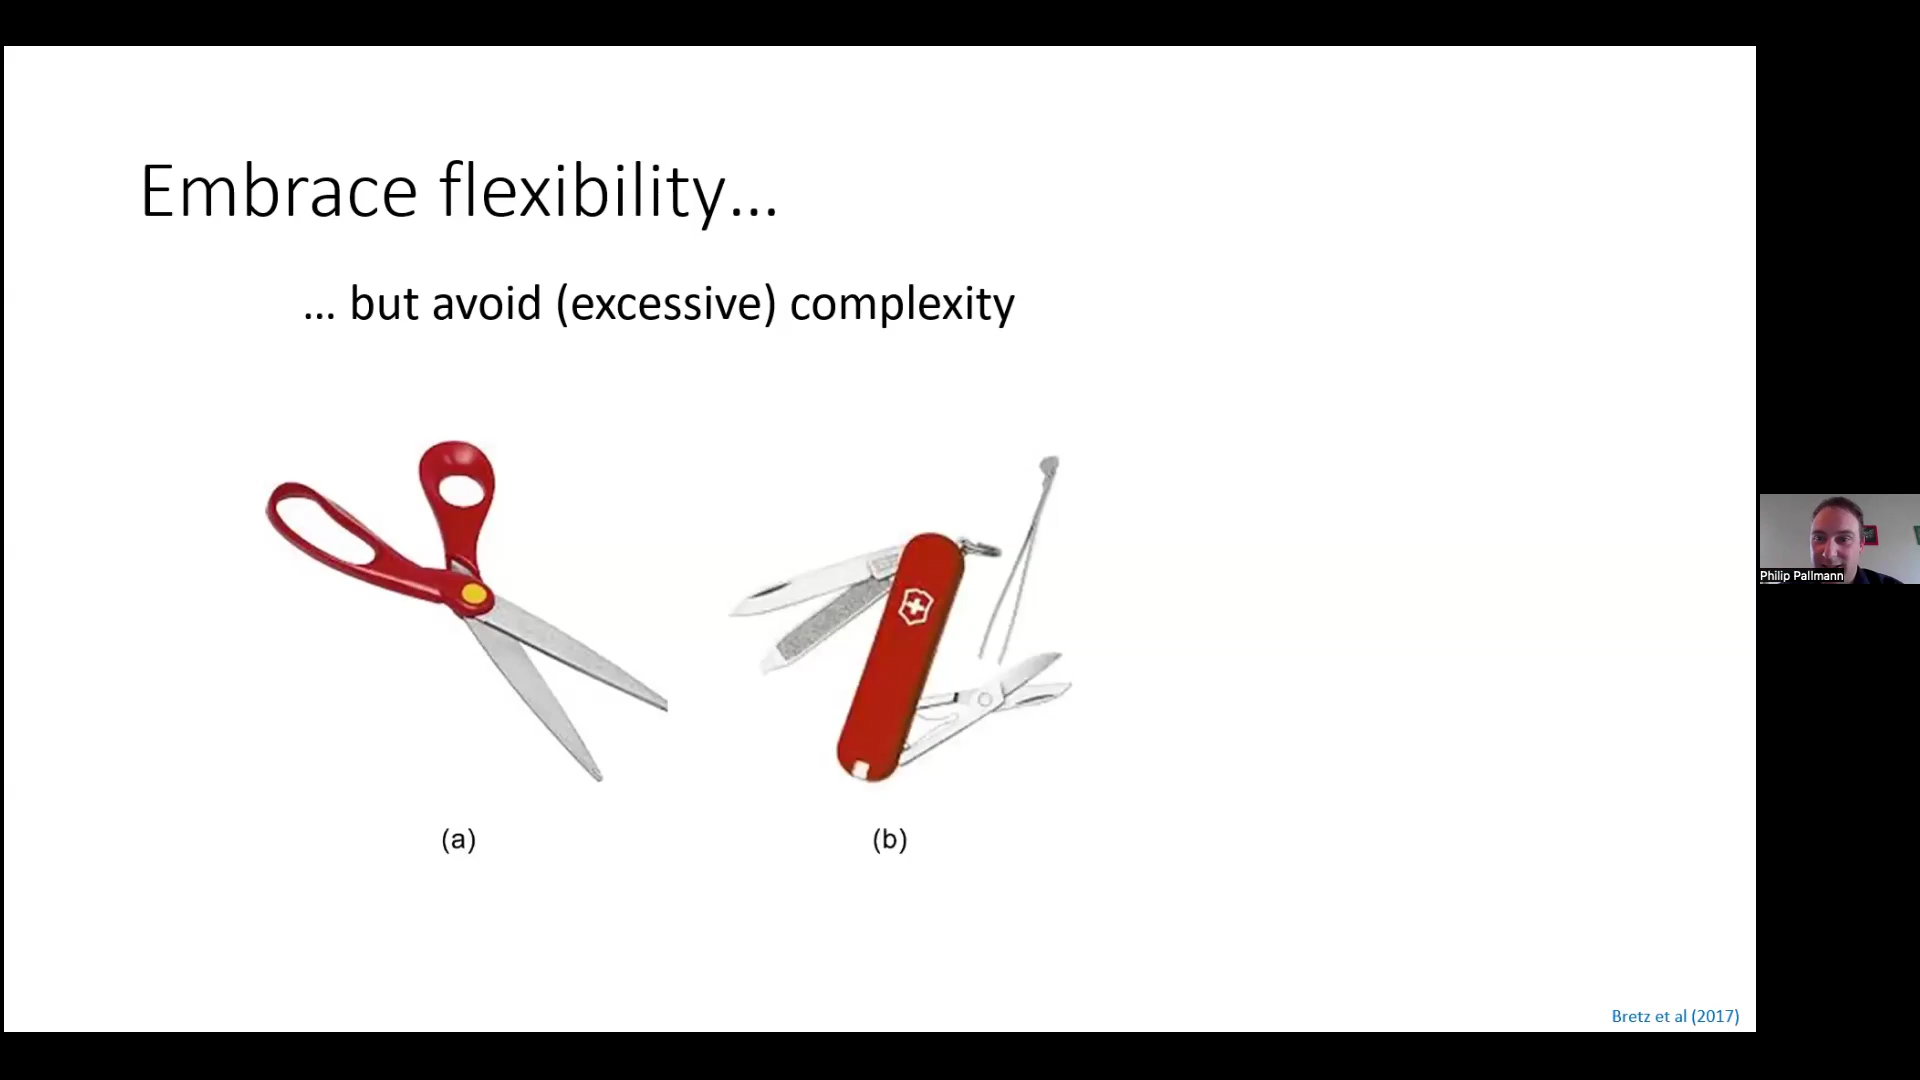 Embrace flexibility...
... but avoid (excessive) complexity
(a)
(b)
Philip Pallmann
Bretz et al (2017)